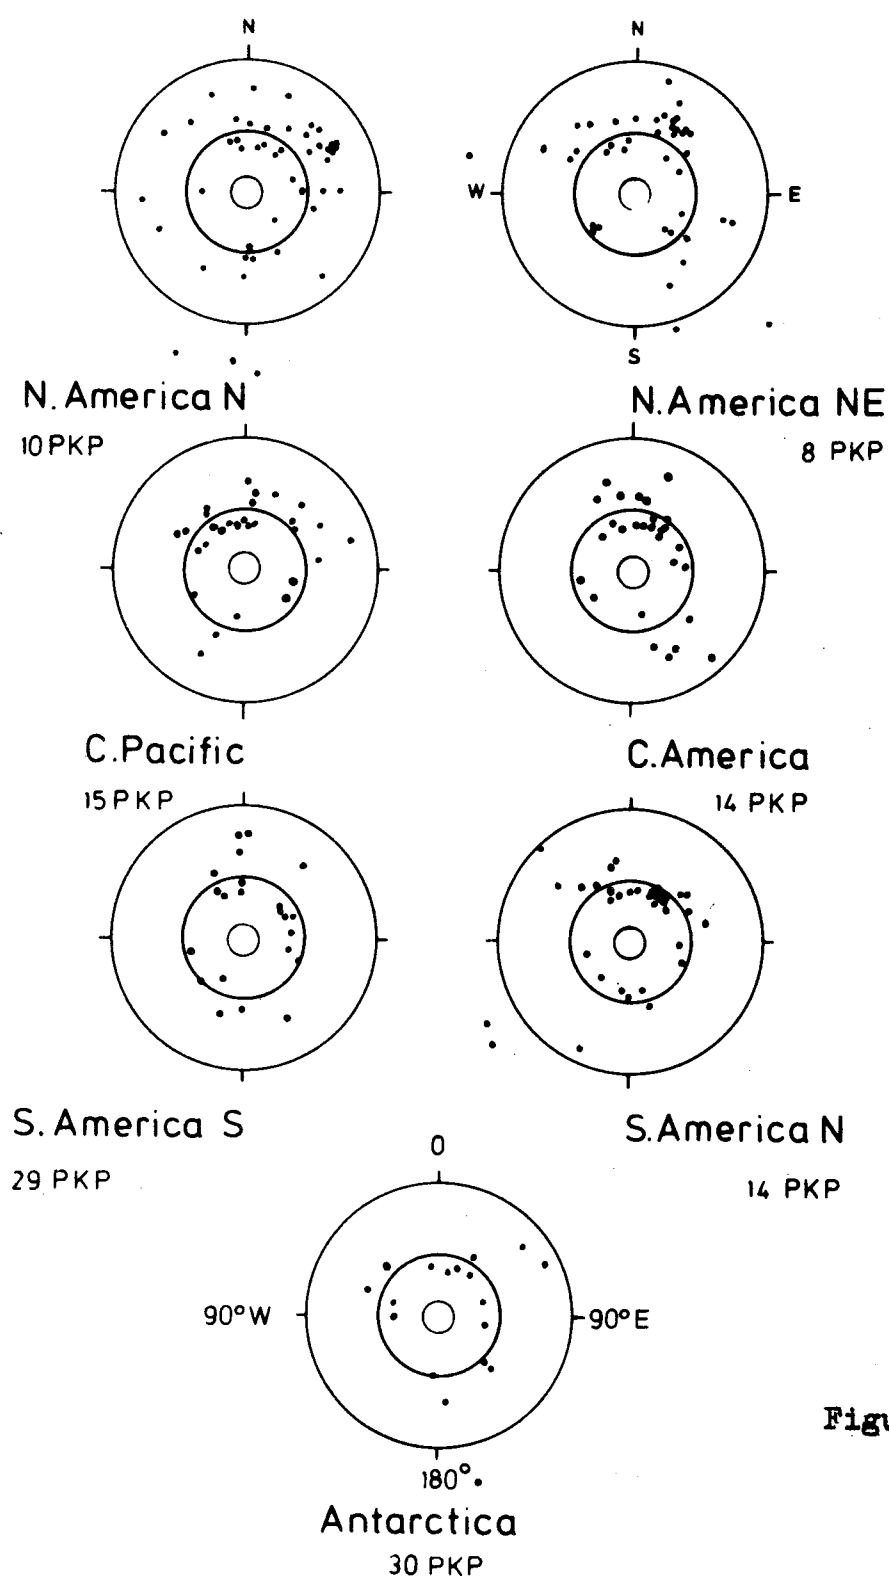 N
N
W
E
S
N. America N
10 PKP
N. America NE
8 PKP
C. Pacific
15 PKP
C. America
14 PKP
S. America S
29 PKP
S. America N
14 PKP
0
90°W
90°E
180°
Antarctica
30 PKP
Figu